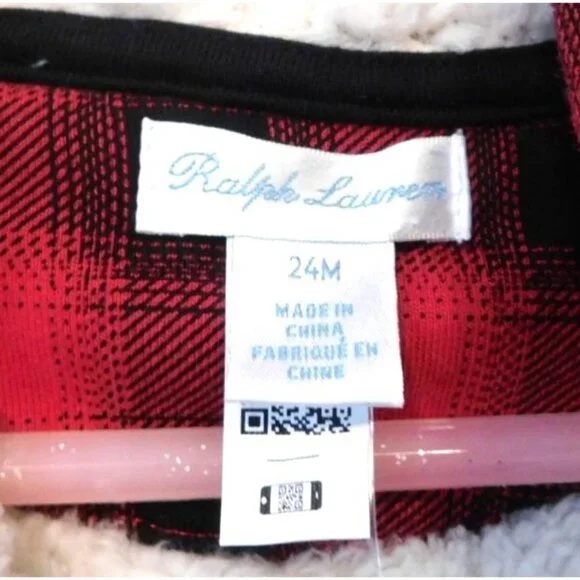 Ralph Lauren
24M
MADE IN
CHINA
FABRIQUÉ EN
CHINE